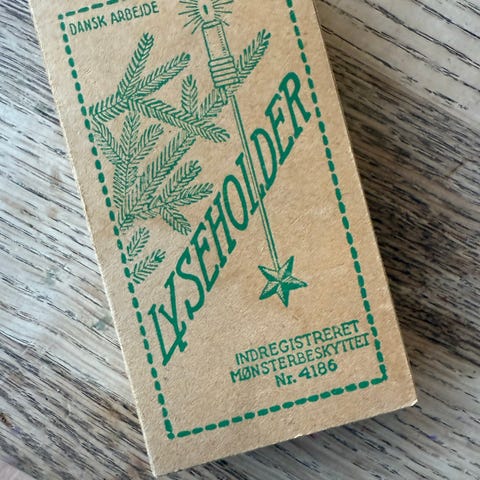 DANSK ARBEJDE
LYSEHOLDER
INDREGISTRERET
MØNSTERBESKYTTET
Nr. 4186